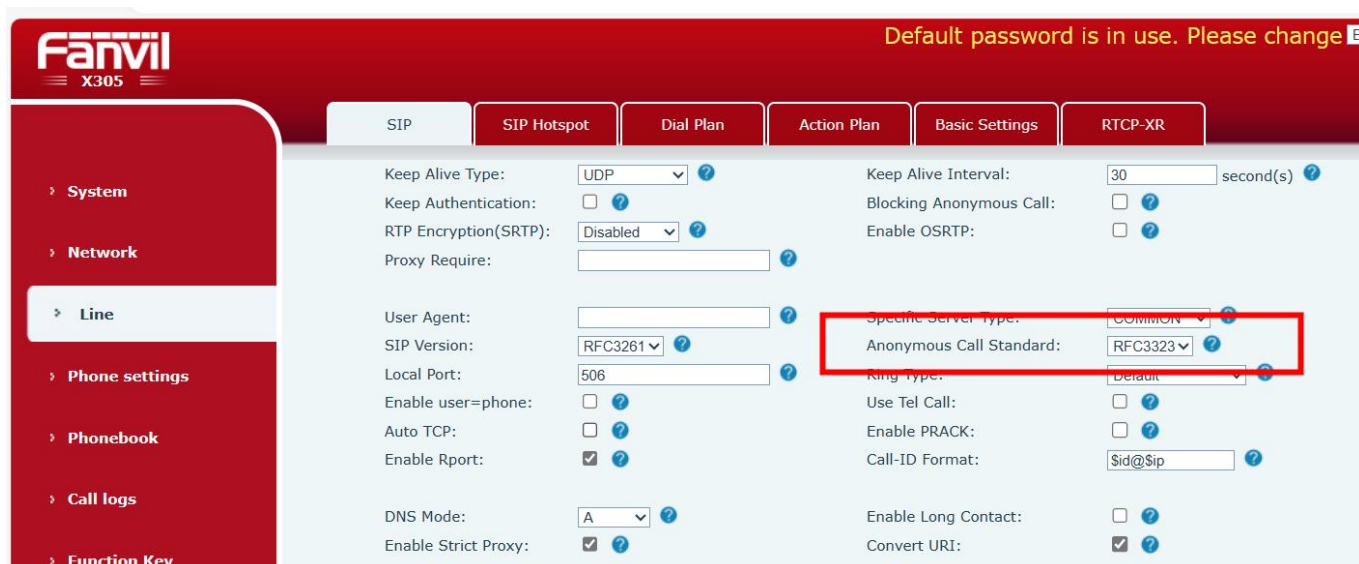 Default password is in use. Please change
Fanvil
X305
SIP
SIP Hotspot
Dial Plan
Action Plan
Basic Settings
RTCP-XR
System
Network
Line
Phone settings
Phonebook
Call logs
Function Key
Keep Alive Type: UDP Keep Alive Interval: 30 second(s)
Keep Authentication: Blocking Anonymous Call:
RTP Encryption(SRTP): Disabled Enable OSRTP:
Proxy Require:
User Agent: Specific Server Type: COMMON
SIP Version: RFC3261 Anonymous Call Standard: RFC3323
Local Port: 506 Ring Type: Default
Enable user=phone: Use Tel Call:
Auto TCP: Enable PRACK:
Enable Rport: Call-ID Format: $id@$ip
DNS Mode: A Enable Long Contact:
Enable Strict Proxy: Convert URI: